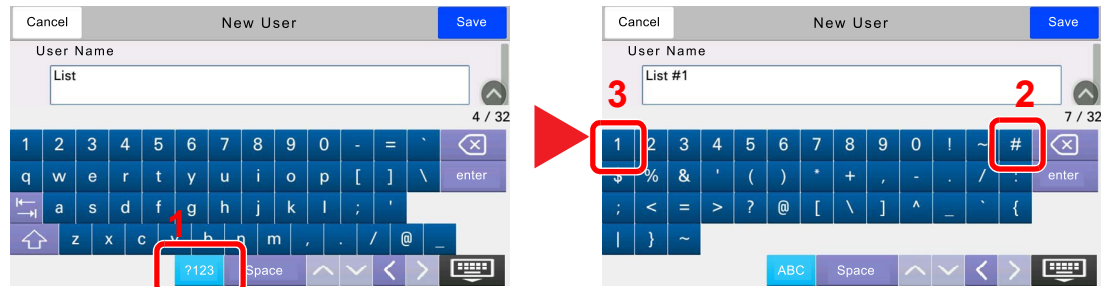 Cancel New User Save
User Name
List
4 / 32
1 2 3 4 5 6 7 8 9 0 - = `
q w e r t y u i o p [ ] \ enter
a s d f g h j k l ; '
1
z x c v b n m , . / @ _
?123 Space
Cancel New User Save
User Name
List #1
3 2
7 / 32
1 2 3 4 5 6 7 8 9 0 ! ~ #
$ % & ' ( ) * + , - . / : enter
; < = > ? @ [ \ ] ^ _ ` {
| } ~
ABC Space